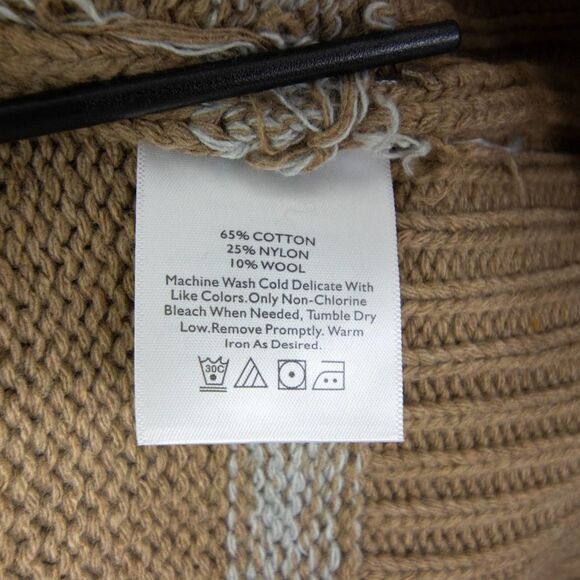 65% COTTON
25% NYLON
10% WOOL
Machine Wash Cold Delicate With
Like Colors.Only Non-Chlorine
Bleach When Needed, Tumble Dry
Low.Remove Promptly. Warm
Iron As Desired.
30C